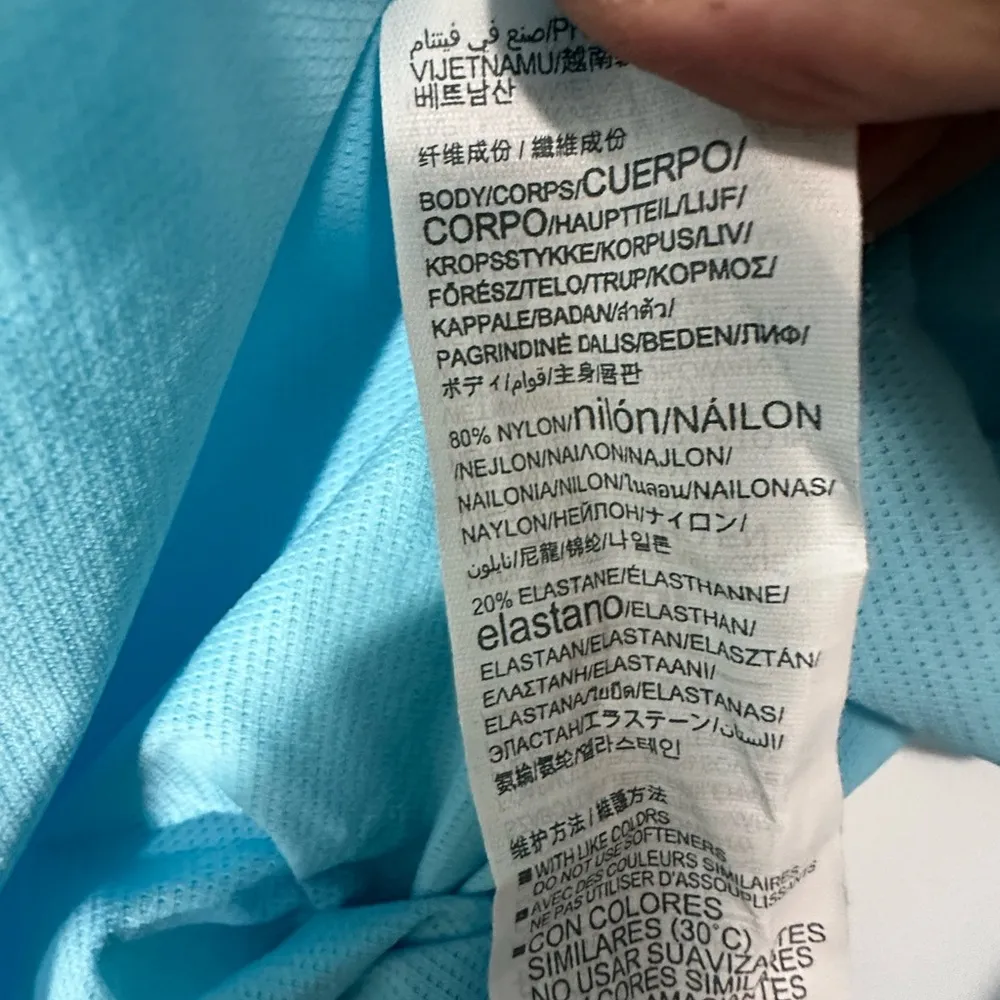 صنع في فيتنام/
VIJETNAMU/越南
베트남산
纤维成份 / 纖維成份
BODY/CORPS/CUERPO/
CORPO/HAUPTTEIL/LIJF/
KROPSSTYKKE/KORPUS/LIV/
FŐRÉSZ/TELO/TRUP/ΚΟΡΜΟΣ/
KAPPALE/BADAN/ลำตัว/
PAGRINDINĖ DALIS/BEDEN/ЛИФ/
ボディ/قوام/主身/몸판
80% NYLON/nilón/NÁILON
/NEJLON/ΝΑΙΛΟΝ/NAJLON/
NAILONIA/NILON/ไนลอน/NAILONAS/
NAYLON/НЕЙЛОН/ナイロン/
نايلون/尼龍/锦纶/나일론
20% ELASTANE/ÉLASTHANNE/
elastano/ELASTHAN/
ELASTAAN/ELASTAN/ELASZTÁN/
ΕΛΑΣΤΑΝΗ/ELASTAANI/
ELASTANA/ใยยืด/ELASTANAS/
ЭЛАСТАН/エラステーン/السبان/
氨綸/氨纶/엘라스테인
维护方法 / 維護方法
WITH LIKE COLORS
DO NOT USE SOFTENERS
AVEC DES COULEURS SIMILAIRES
NE PAS UTILISER D'ASSOUPLISSANTS
CON COLORES
SIMILARES (30°C)
NO USAR SUAVIZANTES